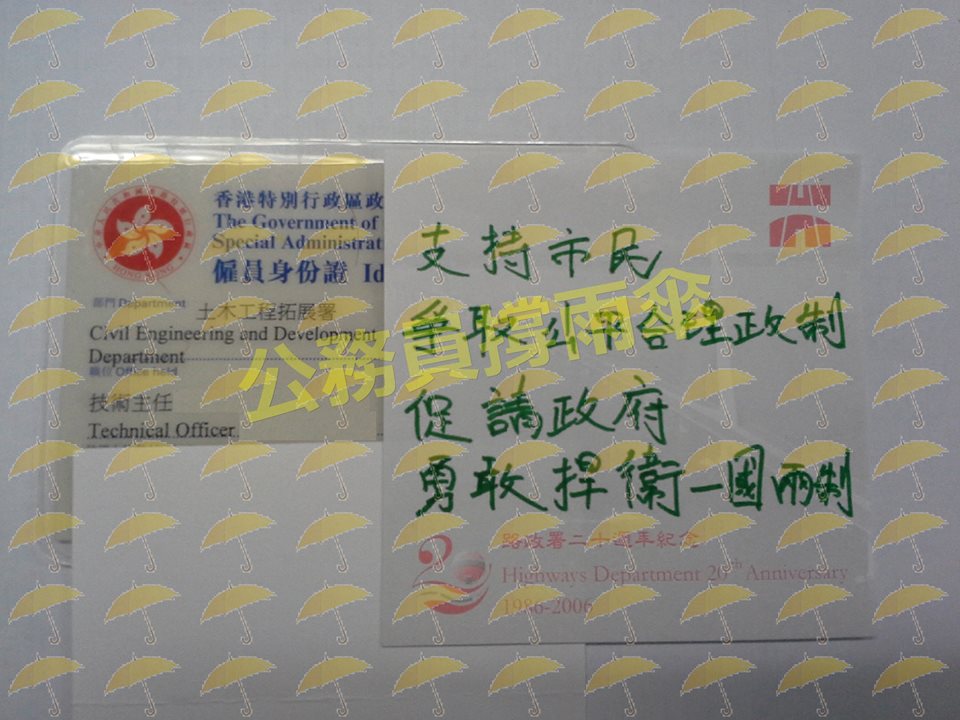 香港特別行政區政
The Government of
Special Administrat
僱員身份證 Id
部門 Department
土木工程拓展署
Civil Engineering and Development
Department
職位 Office held
技術主任
Technical Officer
公務員撐雨傘
支持市民
爭取公平合理政制
促請政府
勇敢捍衛一國兩制
路政署二十週年紀念
Highways Department 20th Anniversary
1986-2006